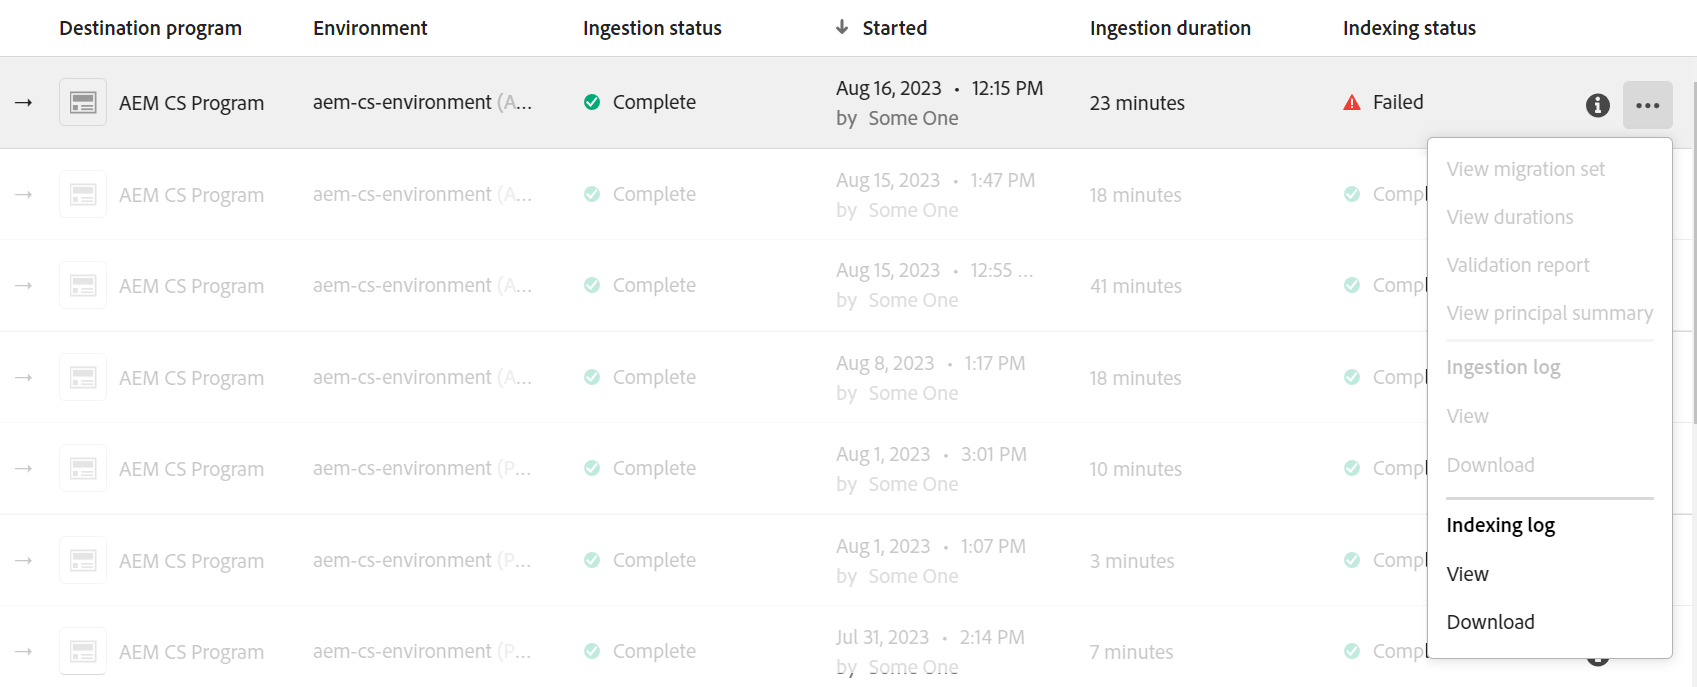 Destination program Environment Ingestion status Started Ingestion duration Indexing status
Aug 16, 2023 • 12:15 PM
AEM CS Program aem-cs-environment (A... Complete 23 minutes Failed
by Some One
View migration set
Aug 15, 2023 • 1:47 PM
AEM CS Program aem-cs-environment (A... Complete 18 minutes Compl
by Some One
View durations
Validation report
Aug 15, 2023 • 12:55 ...
AEM CS Program aem-cs-environment (A... Complete 41 minutes Compl
by Some One
View principal summary
Ingestion log
Aug 8, 2023 • 1:17 PM
AEM CS Program aem-cs-environment (A... Complete 18 minutes Compl
by Some One
View
Aug 1, 2023 • 3:01 PM
AEM CS Program aem-cs-environment (P... Complete 10 minutes Compl
by Some One
Download
Indexing log
Aug 1, 2023 • 1:07 PM
AEM CS Program aem-cs-environment (P... Complete 3 minutes Compl
by Some One
View
Download
Jul 31, 2023 • 2:14 PM
AEM CS Program aem-cs-environment (P... Complete 7 minutes Compl
by Some One